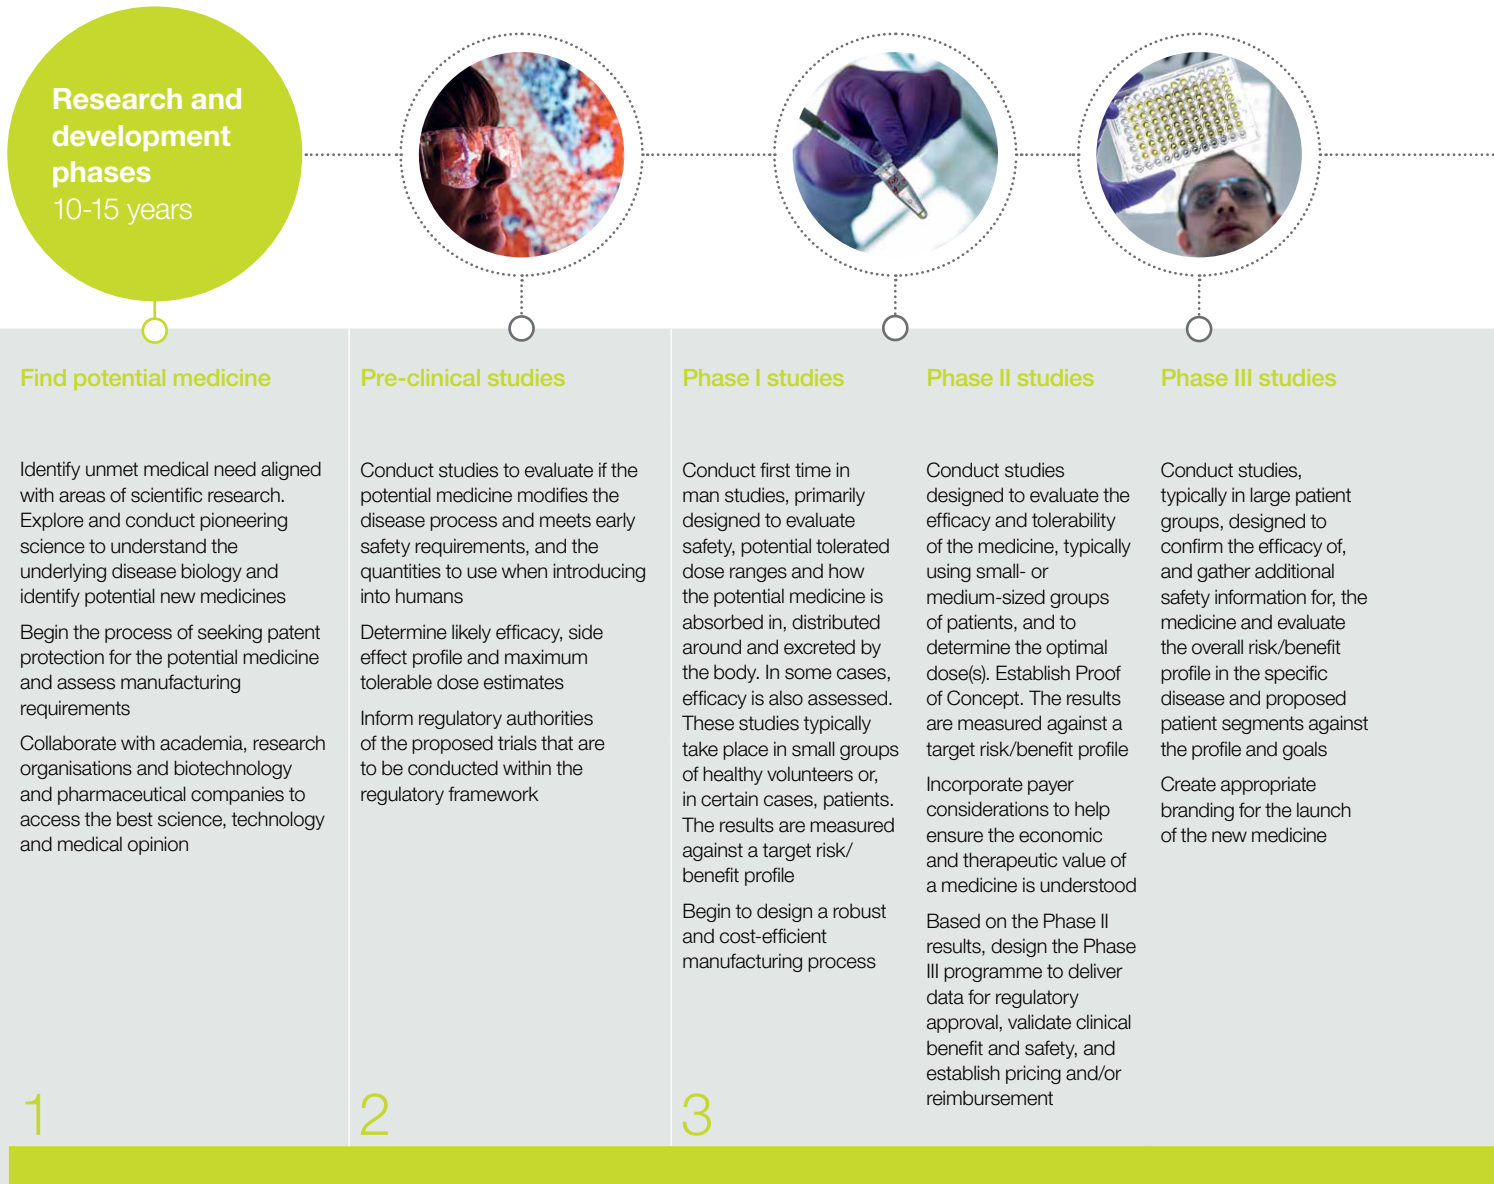 Research and
development
phases
10-15 years
Find potential medicine
Identify unmet medical need aligned
with areas of scientific research.
Explore and conduct pioneering
science to understand the
underlying disease biology and
identify potential new medicines
Begin the process of seeking patent
protection for the potential medicine
and assess manufacturing
requirements
Collaborate with academia, research
organisations and biotechnology
and pharmaceutical companies to
access the best science, technology
and medical opinion
1
Pre-clinical studies
Conduct studies to evaluate if the
potential medicine modifies the
disease process and meets early
safety requirements, and the
quantities to use when introducing
into humans
Determine likely efficacy, side
effect profile and maximum
tolerable dose estimates
Inform regulatory authorities
of the proposed trials that are
to be conducted within the
regulatory framework
2
Phase I studies
Conduct first time in
man studies, primarily
designed to evaluate
safety, potential tolerated
dose ranges and how
the potential medicine is
absorbed in, distributed
around and excreted by
the body. In some cases,
efficacy is also assessed.
These studies typically
take place in small groups
of healthy volunteers or,
in certain cases, patients.
The results are measured
against a target risk/
benefit profile
Begin to design a robust
and cost-efficient
manufacturing process
3
Phase II studies
Conduct studies
designed to evaluate the
efficacy and tolerability
of the medicine, typically
using small- or
medium-sized groups
of patients, and to
determine the optimal
dose(s). Establish Proof
of Concept. The results
are measured against a
target risk/benefit profile
Incorporate payer
considerations to help
ensure the economic
and therapeutic value of
a medicine is understood
Based on the Phase II
results, design the Phase
III programme to deliver
data for regulatory
approval, validate clinical
benefit and safety, and
establish pricing and/or
reimbursement
Phase III studies
Conduct studies,
typically in large patient
groups, designed to
confirm the efficacy of,
and gather additional
safety information for, the
medicine and evaluate
the overall risk/benefit
profile in the specific
disease and proposed
patient segments against
the profile and goals
Create appropriate
branding for the launch
of the new medicine